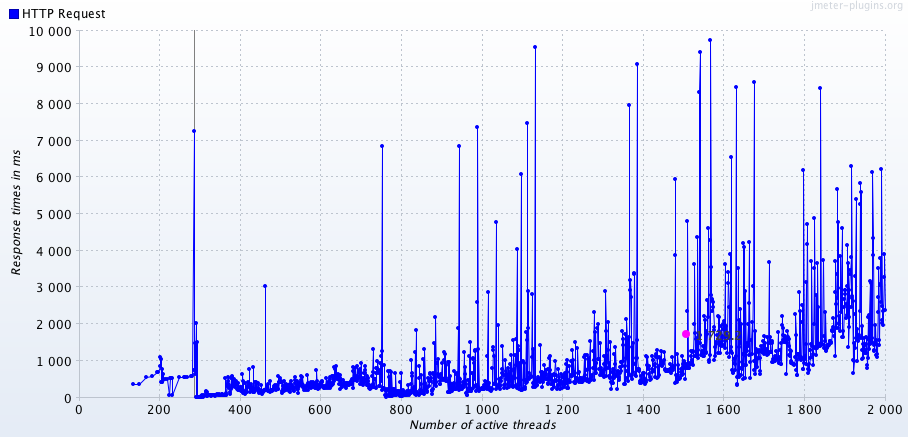 jmeter-plugins.org
HTTP Request
10 000
9 000
8 000
7 000
6 000
5 000
4 000
3 000
2 000
1 000
0
Response times in ms
0 200 400 600 800 1 000 1 200 1 400 1 600 1 800 2 000
Number of active threads